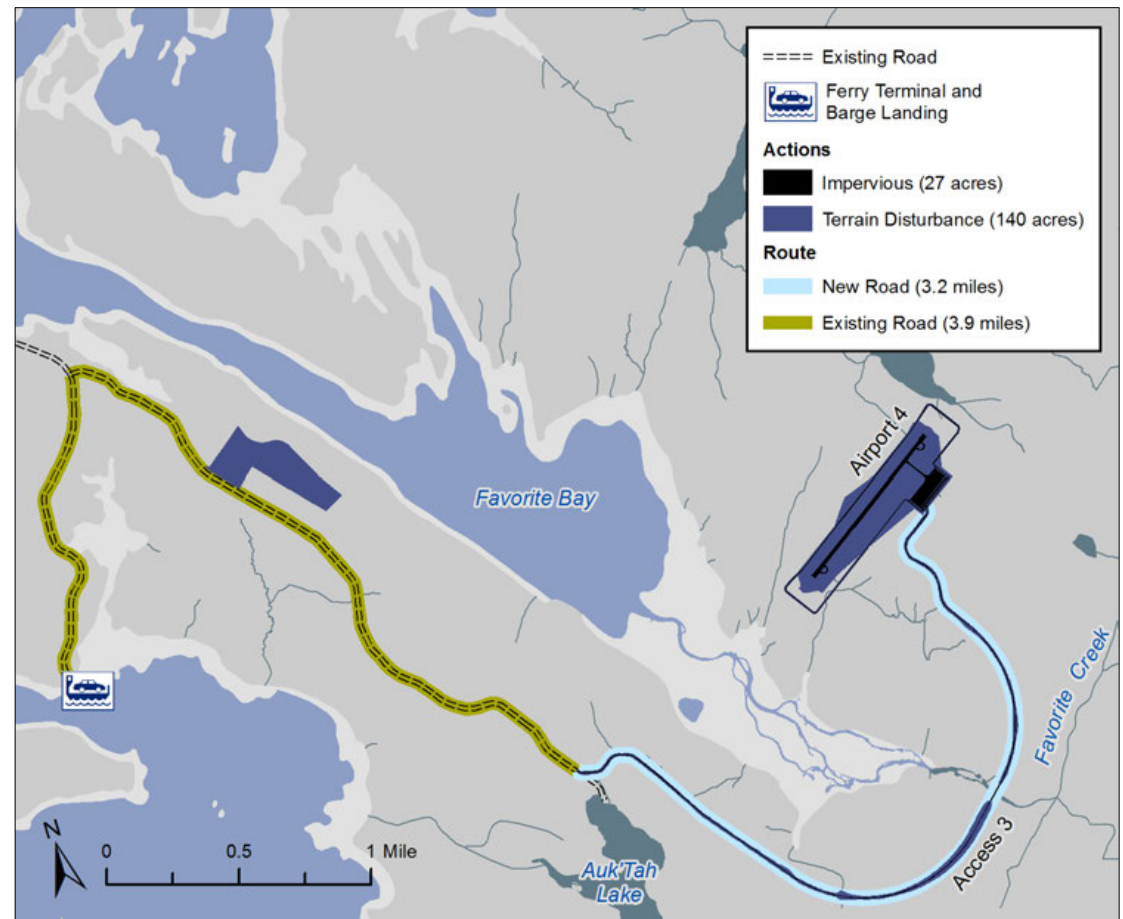 Existing Road
Ferry Terminal and
Barge Landing
Actions
Impervious (27 acres)
Terrain Disturbance (140 acres)
Route
New Road (3.2 miles)
Existing Road (3.9 miles)
Airport 4
Favorite Bay
Favorite Creek
Access 3
N
0 0.5 1 Mile
Auk'Tah
Lake